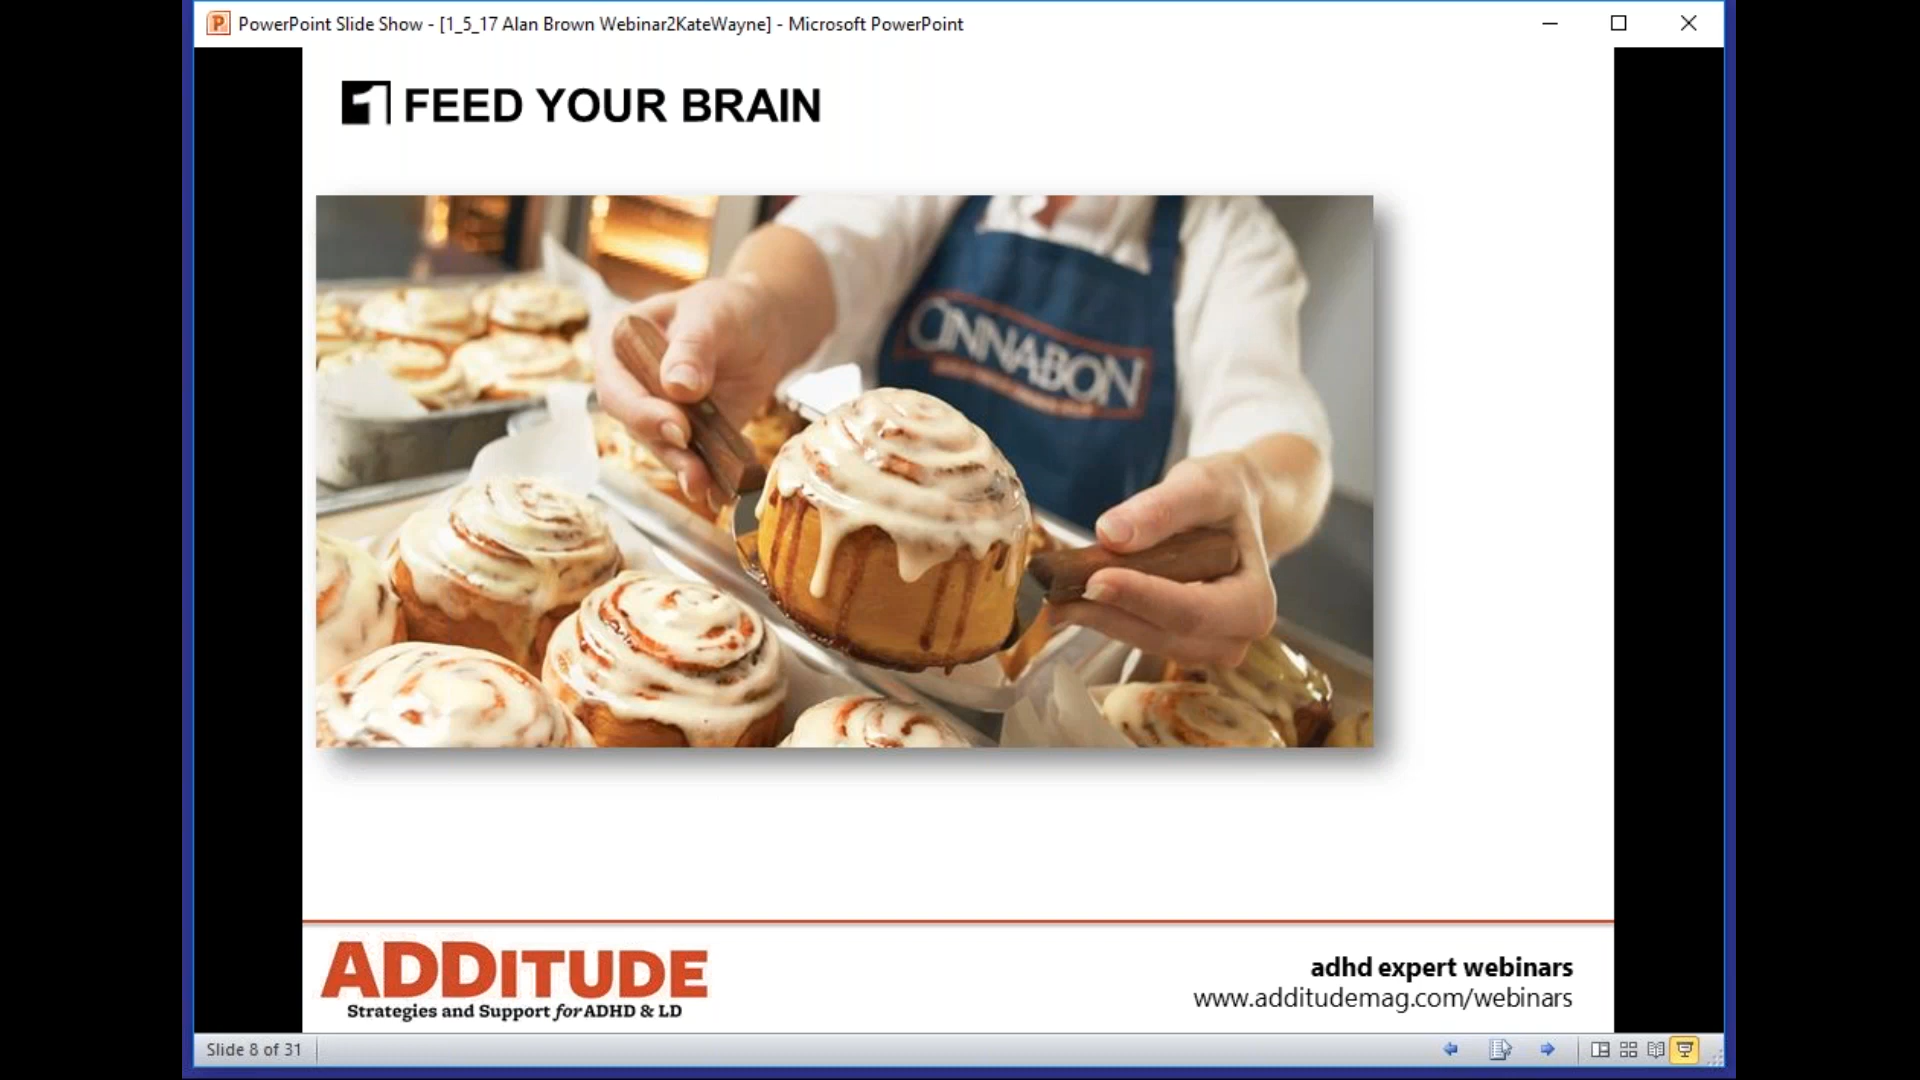 PowerPoint Slide Show - [1_5_17 Alan Brown Webinar2KateWayne] - Microsoft PowerPoint
1 FEED YOUR BRAIN
CINNABON
ADDITUDE
Strategies and Support for ADHD & LD
adhd expert webinars
www.additudemag.com/webinars
Slide 8 of 31